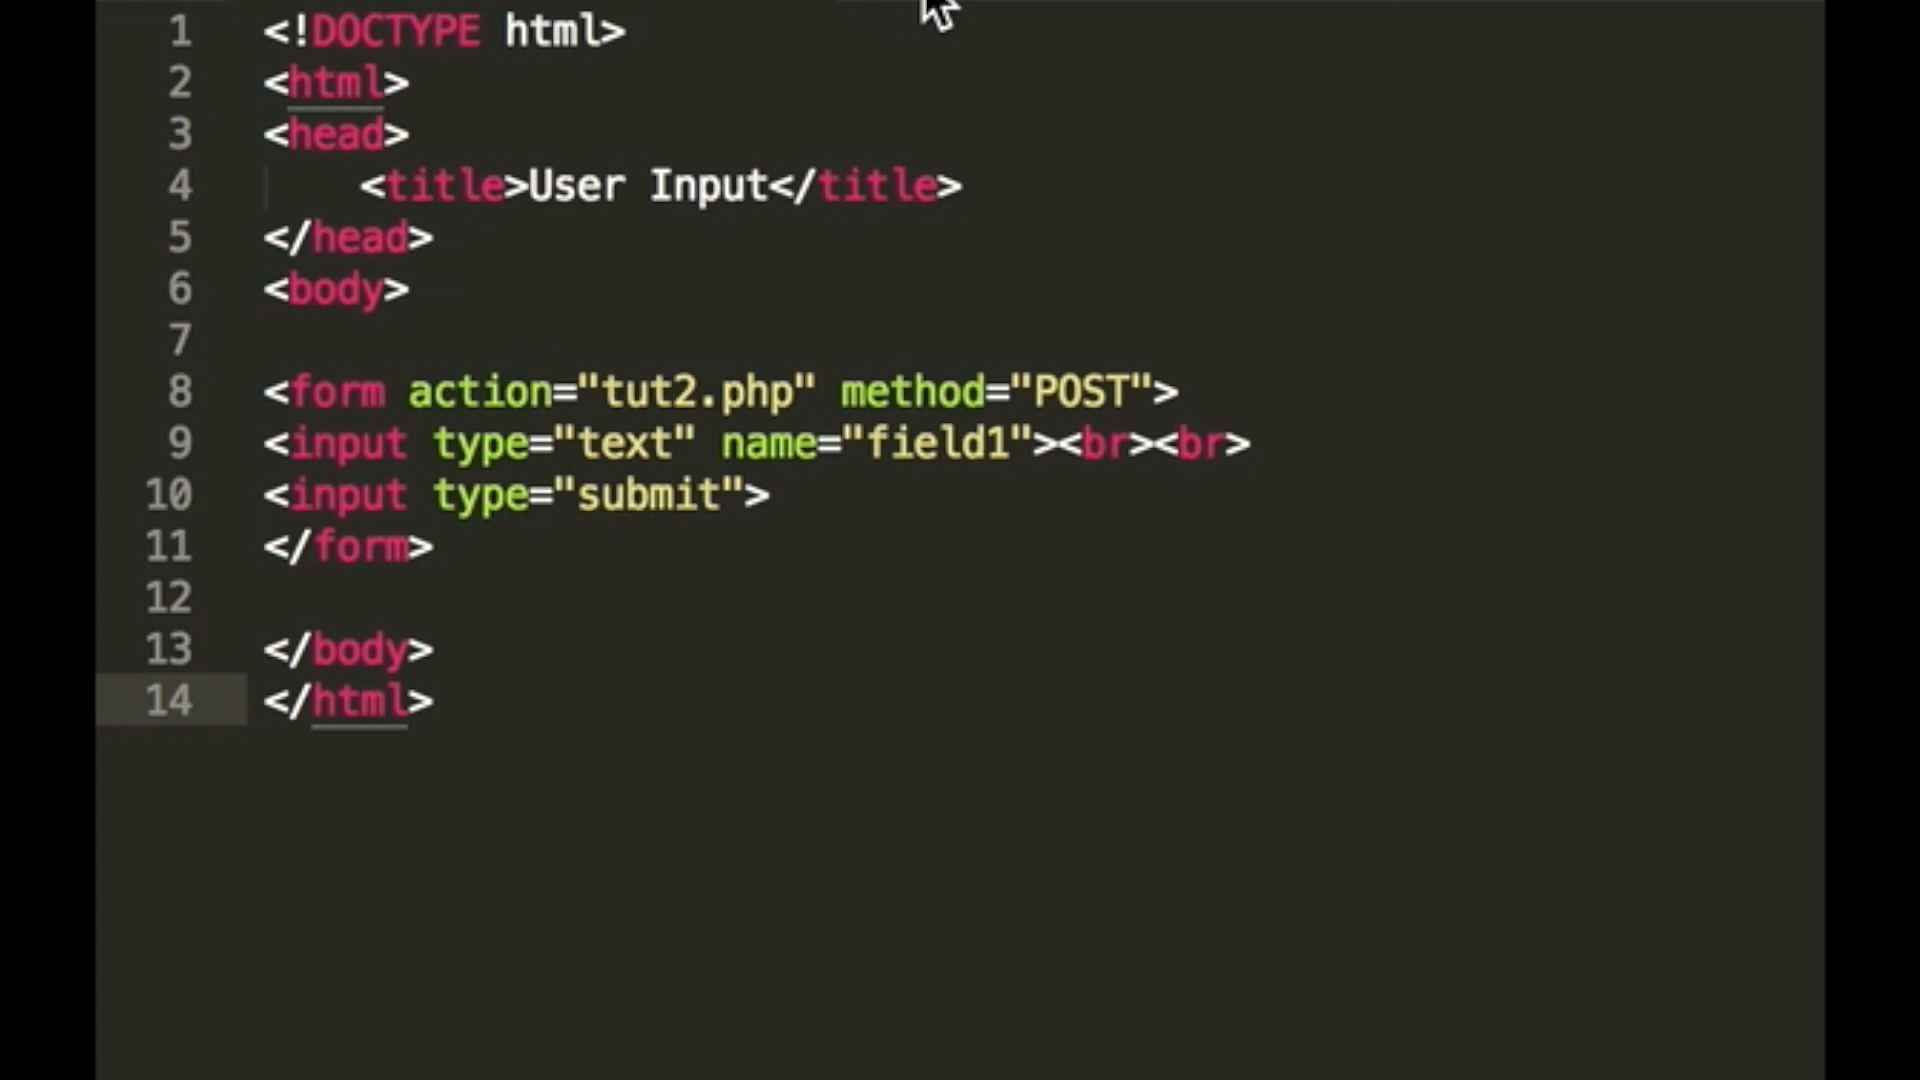 1 <!DOCTYPE html>
2 <html>
3 <head>
4 <title>User Input</title>
5 </head>
6 <body>
7
8 <form action="tut2.php" method="POST">
9 <input type="text" name="field1"><br><br>
10 <input type="submit">
11 </form>
12
13 </body>
14 </html>